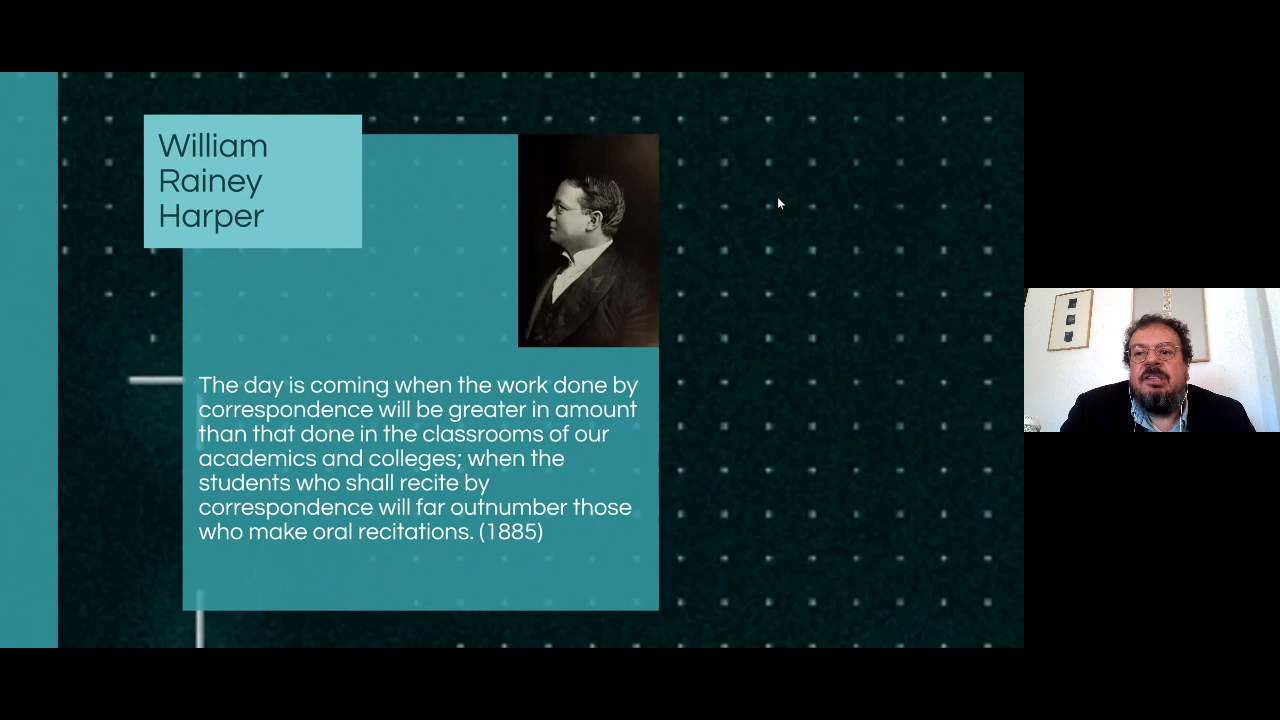 William
Rainey
Harper
The day is coming when the work done by
correspondence will be greater in amount
than that done in the classrooms of our
academics and colleges; when the
students who shall recite by
correspondence will far outnumber those
who make oral recitations. (1885)